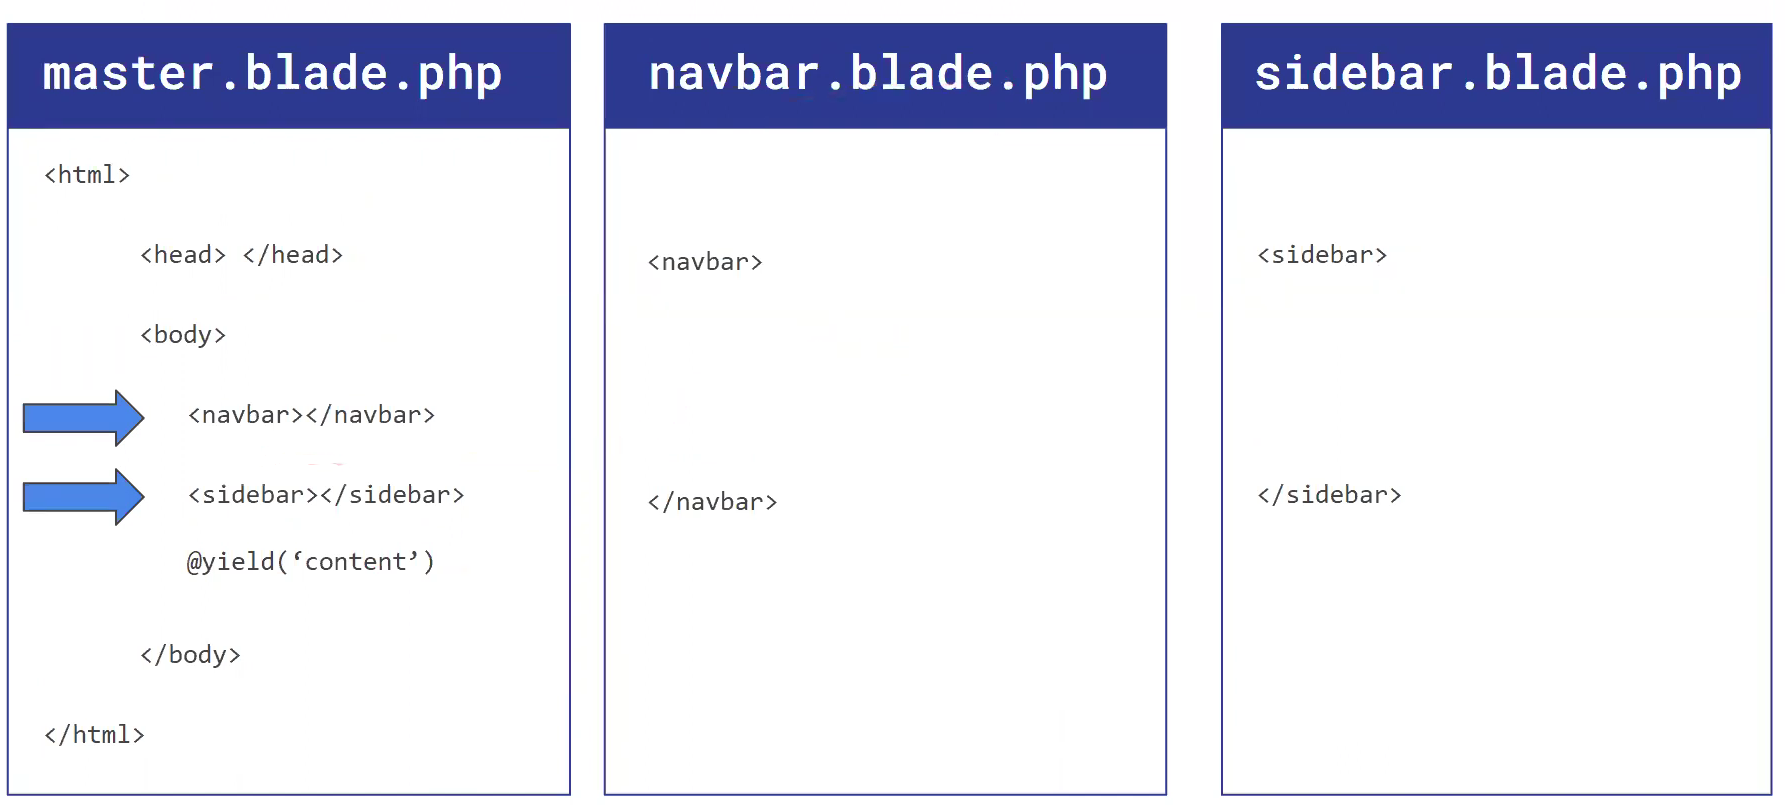 master.blade.php
<html>
<head> </head>
<body>
<navbar></navbar>
<sidebar></sidebar>
@yield(‘content’)
</body>
</html>
navbar.blade.php
<navbar>
</navbar>
sidebar.blade.php
<sidebar>
</sidebar>